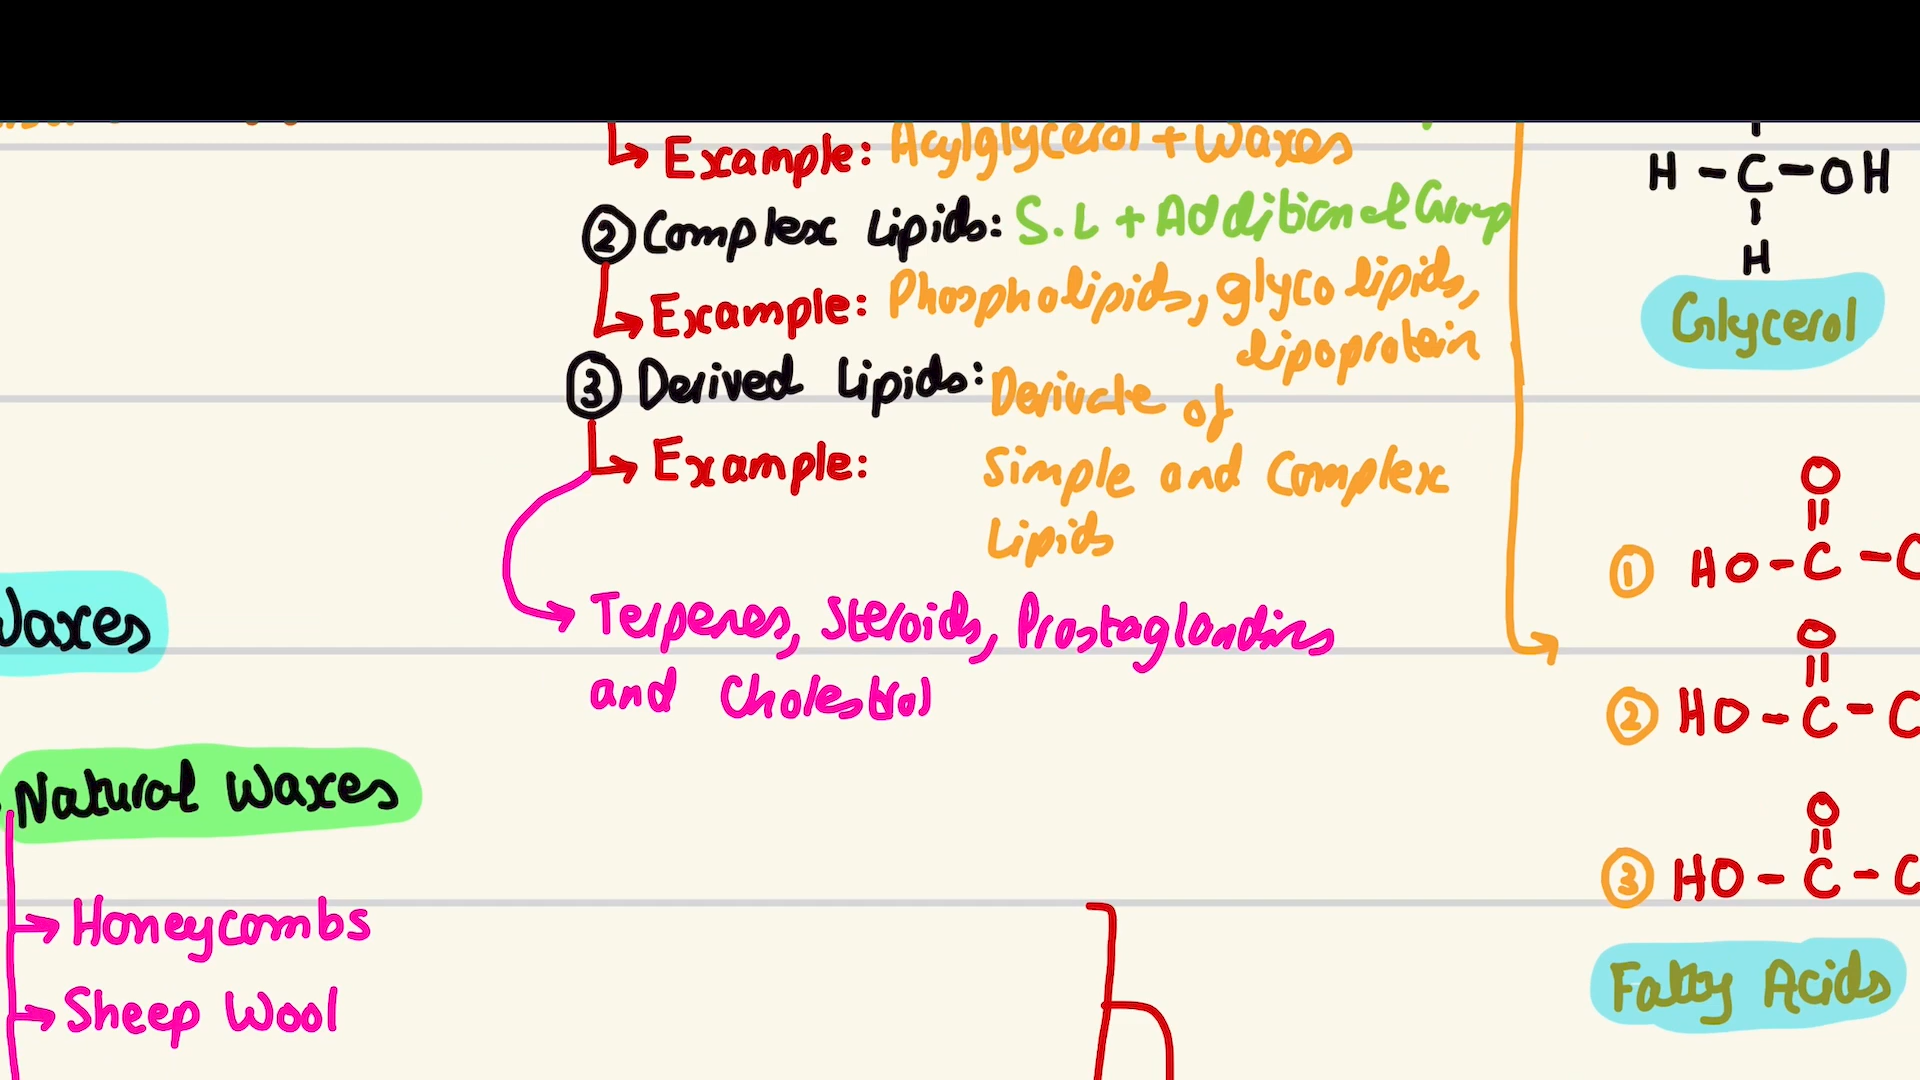 Example: Acylglycerol + Waxes
② Complex Lipids: S.L + Additional Group
Example: Phospholipids, glycolipids,
lipoprotein
③ Derived Lipids: Derivate of
Simple and Complex
Lipids
Example:
Terpenes, Steroids, Prostaglandins
and Cholestrol
Waxes
Natural Waxes
Honeycombs
Sheep Wool
H - C - OH
H
Glycerol
O
① HO - C - C
O
② HO - C - C
O
③ HO - C - C
Fatty Acids